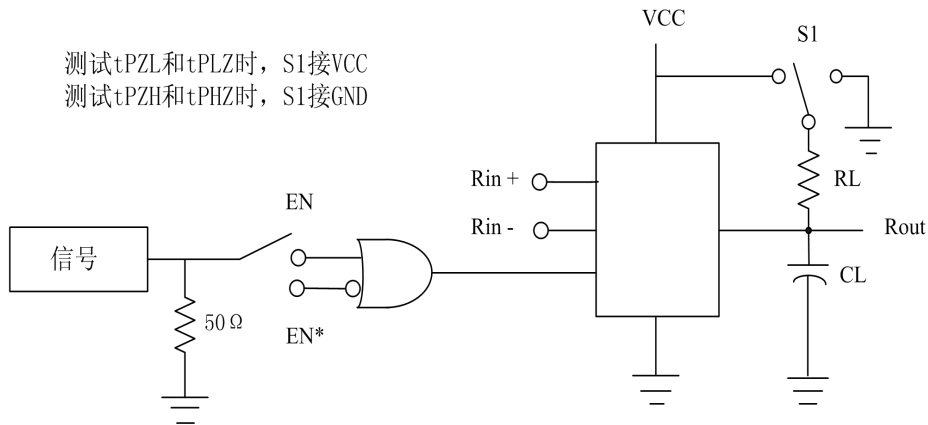 测试tPZL和tPLZ时，S1接VCC
测试tPZH和tPHZ时，S1接GND
VCC
S1
Rin +
RL
EN
Rin -
Rout
信号
CL
50Ω
EN*